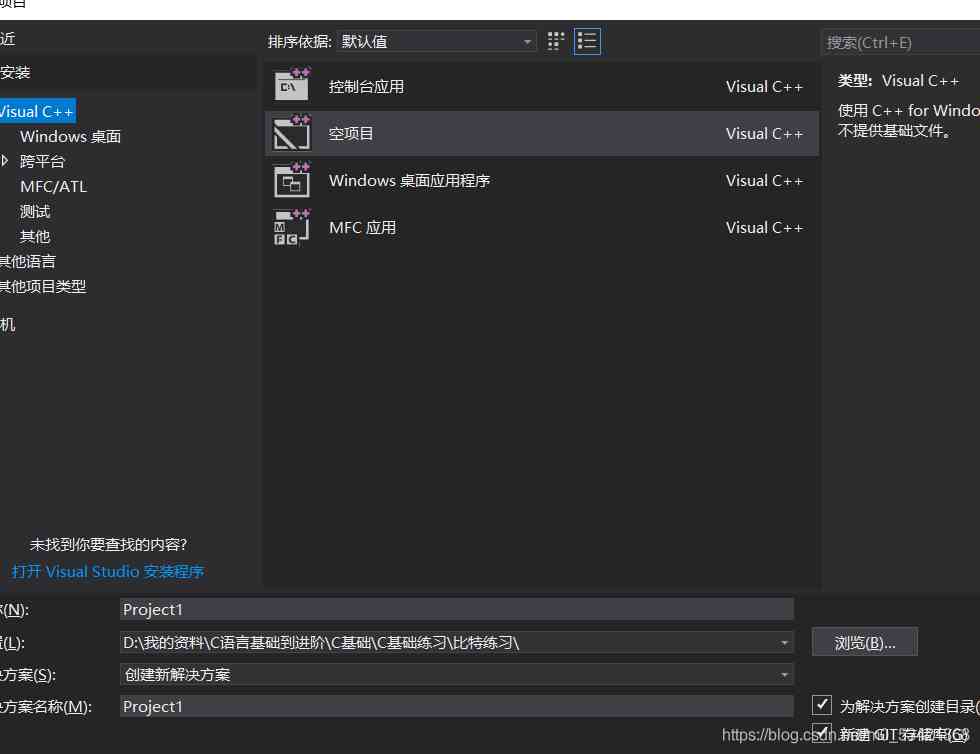 项目
近
安装
Visual C++
Windows 桌面
跨平台
MFC/ATL
测试
其他
其他语言
其他项目类型
机
未找到你要查找的内容?
打开 Visual Studio 安装程序
排序依据: 默认值
控制台应用 Visual C++
空项目 Visual C++
Windows 桌面应用程序 Visual C++
MFC 应用 Visual C++
搜索(Ctrl+E)
类型: Visual C++
使用 C++ for Windo
不提供基础文件。
称(N): Project1
置(L): D:\我的资料\C语言基础到进阶\C基础\C基础练习\比特练习\ 浏览(B)...
决方案(S): 创建新解决方案
决方案名称(M): Project1
为解决方案创建目录(
新建 GIT 存储库(G)
https://blog.csdn.net/